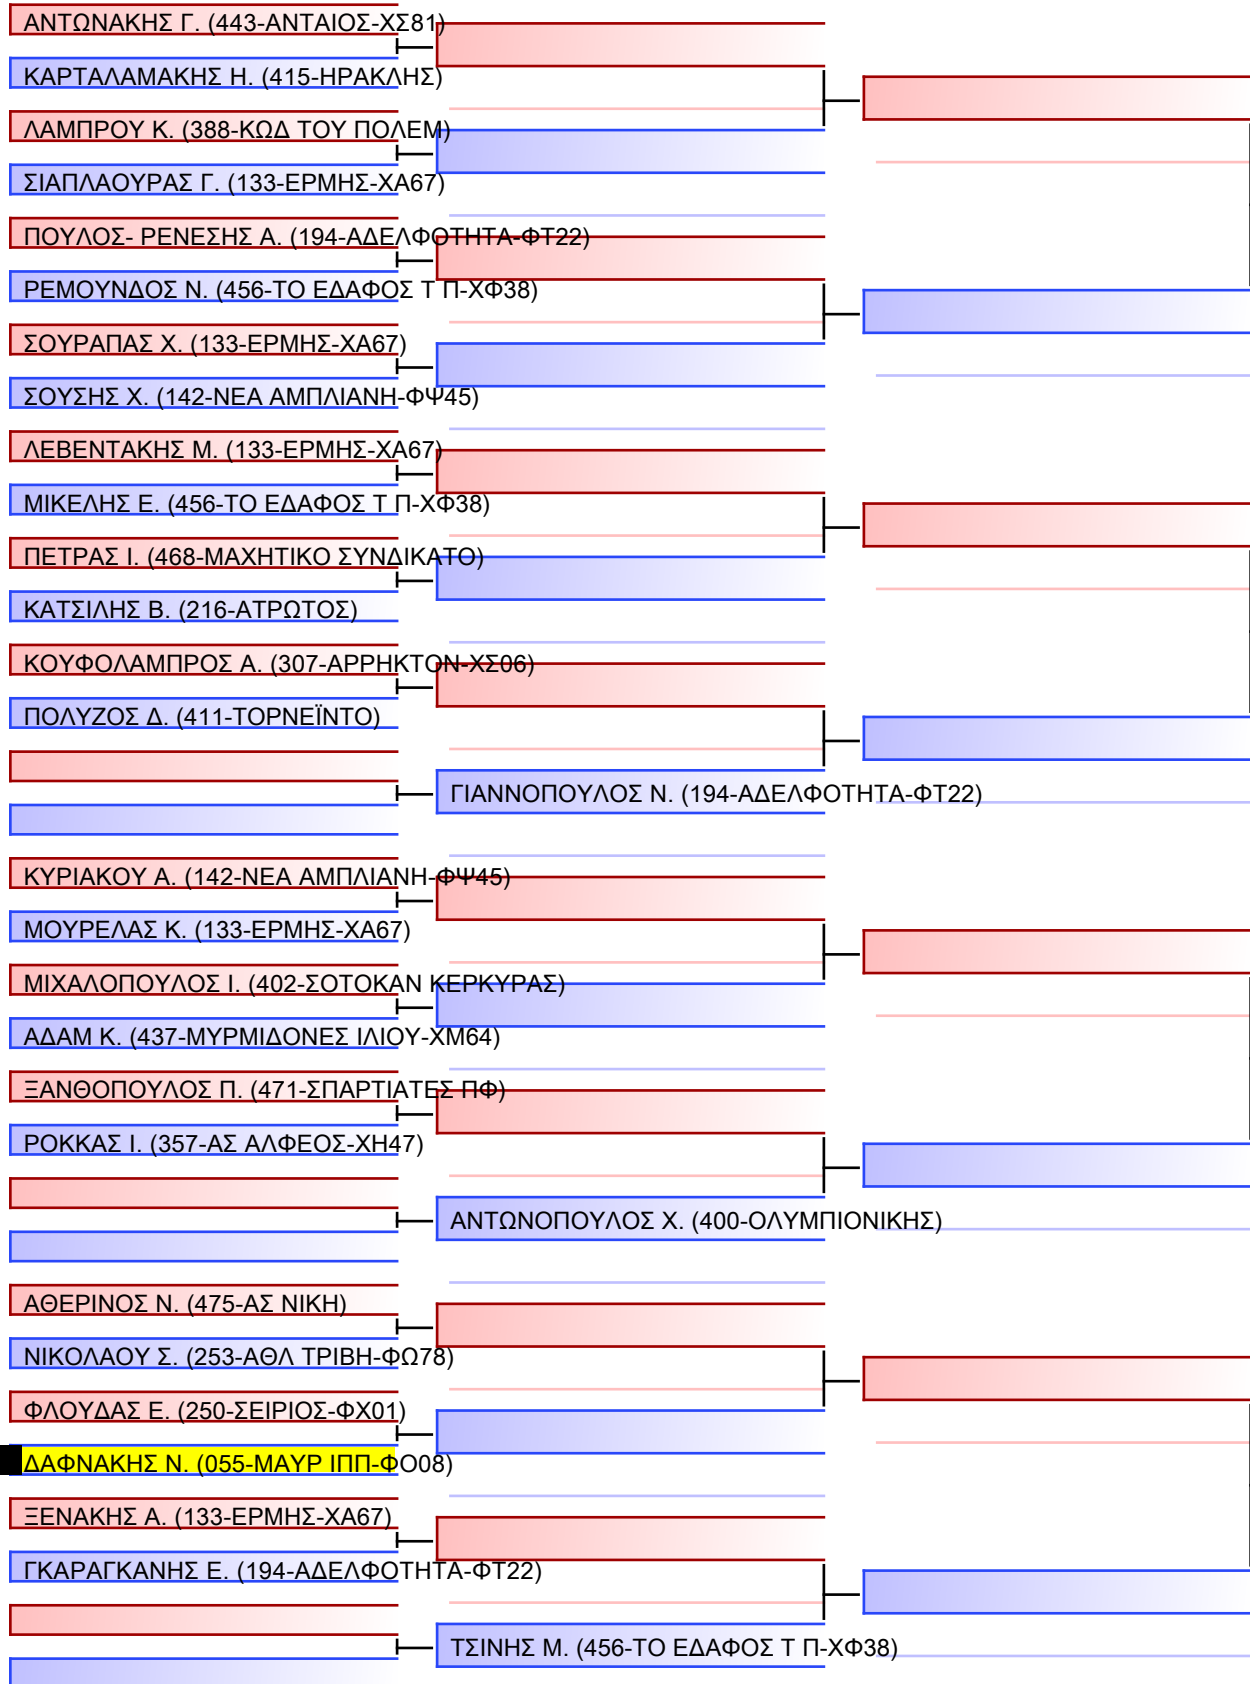 ΑΝΤΩΝΑΚΗΣ Γ. (443-ΑΝΤΑΙΟΣ-ΧΣ81)
ΚΑΡΤΑΛΑΜΑΚΗΣ Η. (415-ΗΡΑΚΛΗΣ)
ΛΑΜΠΡΟΥ Κ. (388-ΚΩΔ ΤΟΥ ΠΟΛΕΜ)
ΣΙΑΠΛΑΟΥΡΑΣ Γ. (133-ΕΡΜΗΣ-ΧΑ67)
ΠΟΥΛΟΣ- ΡΕΝΕΣΗΣ Α. (194-ΑΔΕΛΦΟΤΗΤΑ-ΦΤ22)
ΡΕΜΟΥΝΔΟΣ Ν. (456-ΤΟ ΕΔΑΦΟΣ Τ Π-ΧΦ38)
ΣΟΥΡΑΠΑΣ Χ. (133-ΕΡΜΗΣ-ΧΑ67)
ΣΟΥΣΗΣ Χ. (142-ΝΕΑ ΑΜΠΛΙΑΝΗ-ΦΨ45)
ΛΕΒΕΝΤΑΚΗΣ Μ. (133-ΕΡΜΗΣ-ΧΑ67)
ΜΙΚΕΛΗΣ Ε. (456-ΤΟ ΕΔΑΦΟΣ Τ Π-ΧΦ38)
ΠΕΤΡΑΣ Ι. (468-ΜΑΧΗΤΙΚΟ ΣΥΝΔΙΚΑΤΟ)
ΚΑΤΣΙΛΗΣ Β. (216-ΑΤΡΩΤΟΣ)
ΚΟΥΦΟΛΑΜΠΡΟΣ Α. (307-ΑΡΡΗΚΤΟΝ-ΧΣ06)
ΠΟΛΥΖΟΣ Δ. (411-ΤΟΡΝΕΪΝΤΟ)
ΓΙΑΝΝΟΠΟΥΛΟΣ Ν. (194-ΑΔΕΛΦΟΤΗΤΑ-ΦΤ22)
ΚΥΡΙΑΚΟΥ Α. (142-ΝΕΑ ΑΜΠΛΙΑΝΗ-ΦΨ45)
ΜΟΥΡΕΛΑΣ Κ. (133-ΕΡΜΗΣ-ΧΑ67)
ΜΙΧΑΛΟΠΟΥΛΟΣ Ι. (402-ΣΟΤΟΚΑΝ ΚΕΡΚΥΡΑΣ)
ΑΔΑΜ Κ. (437-ΜΥΡΜΙΔΟΝΕΣ ΙΛΙΟΥ-ΧΜ64)
ΞΑΝΘΟΠΟΥΛΟΣ Π. (471-ΣΠΑΡΤΙΑΤΕΣ ΠΦ)
ΡΟΚΚΑΣ Ι. (357-ΑΣ ΑΛΦΕΟΣ-ΧΗ47)
ΑΝΤΩΝΟΠΟΥΛΟΣ Χ. (400-ΟΛΥΜΠΙΟΝΙΚΗΣ)
ΑΘΕΡΙΝΟΣ Ν. (475-ΑΣ ΝΙΚΗ)
ΝΙΚΟΛΑΟΥ Σ. (253-ΑΘΛ ΤΡΙΒΗ-ΦΩ78)
ΦΛΟΥΔΑΣ Ε. (250-ΣΕΙΡΙΟΣ-ΦΧ01)
ΔΑΦΝΑΚΗΣ Ν. (055-ΜΑΥΡ ΙΠΠ-ΦΟ08)
ΞΕΝΑΚΗΣ Α. (133-ΕΡΜΗΣ-ΧΑ67)
ΓΚΑΡΑΓΚΑΝΗΣ Ε. (194-ΑΔΕΛΦΟΤΗΤΑ-ΦΤ22)
ΤΣΙΝΗΣ Μ. (456-ΤΟ ΕΔΑΦΟΣ Τ Π-ΧΦ38)